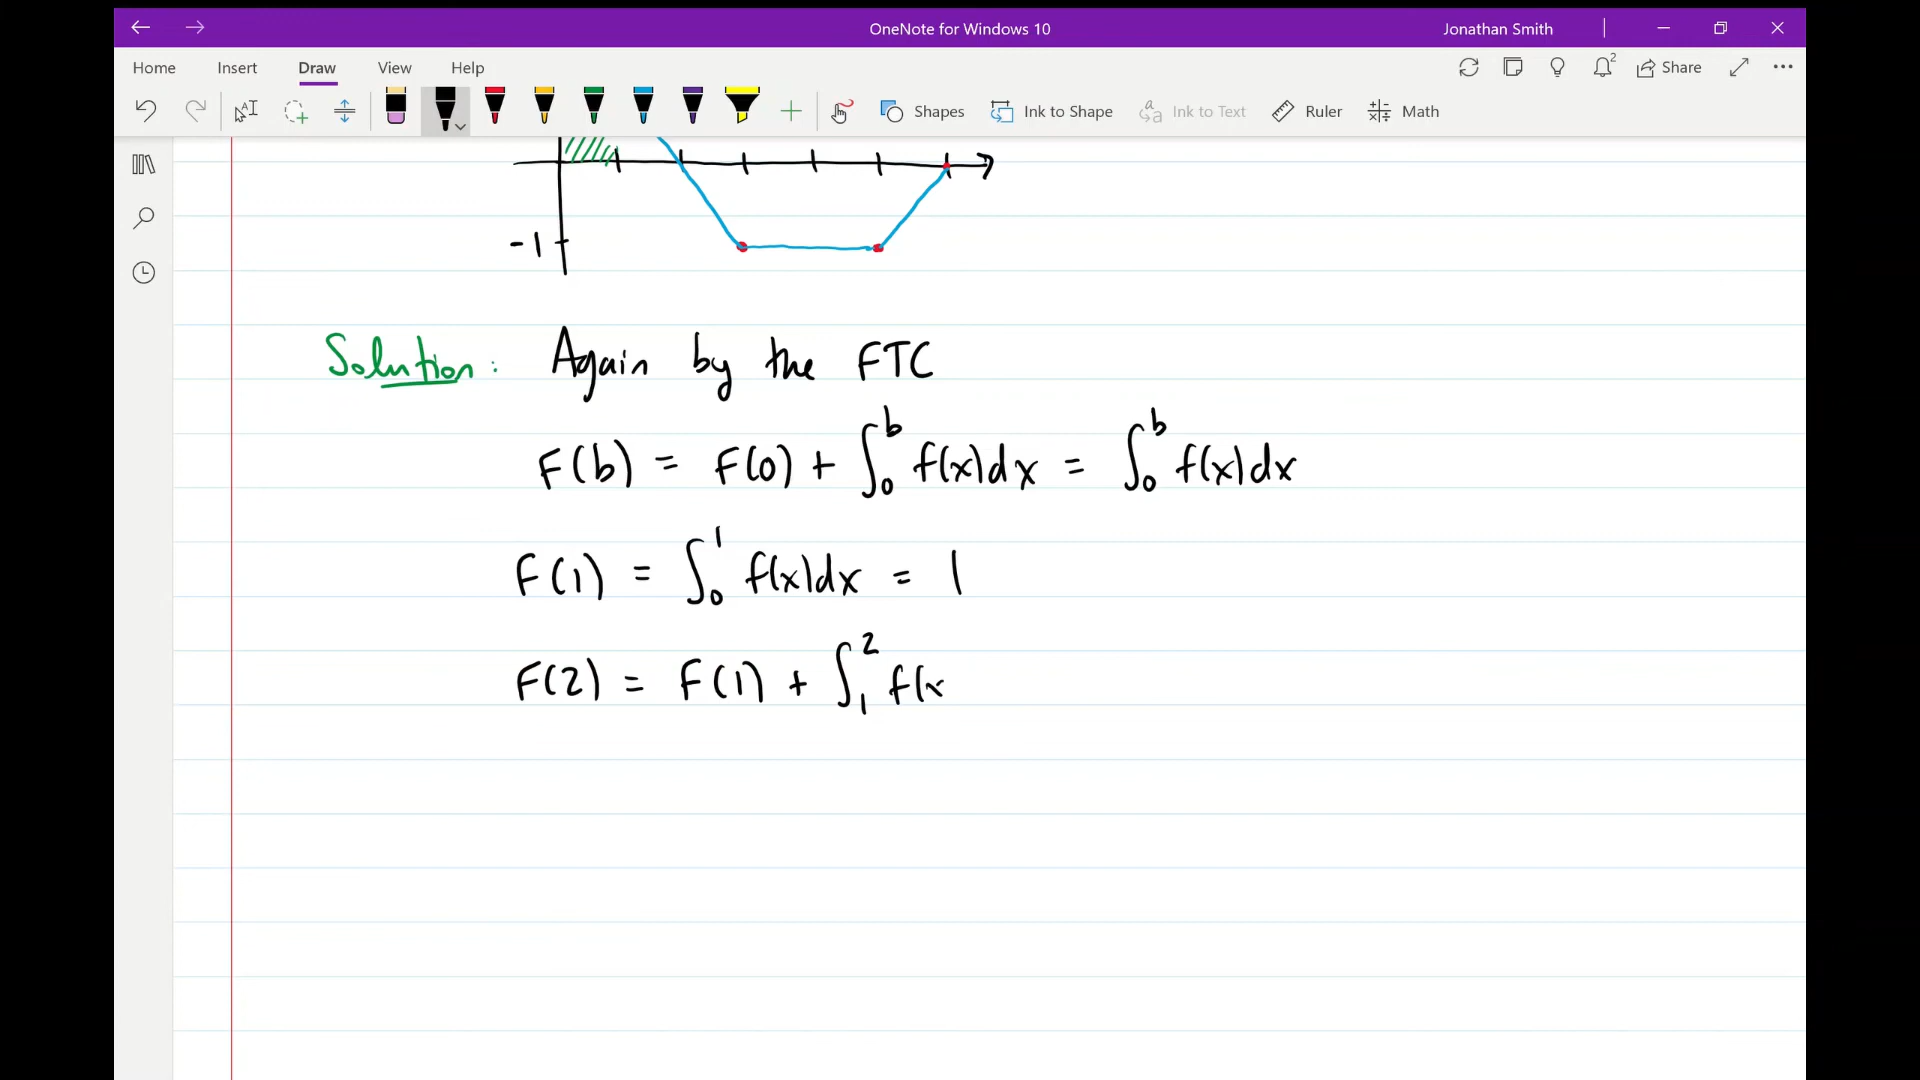 OneNote for Windows 10
Jonathan Smith
Home Insert Draw View Help
2 Share
Shapes Ink to Shape Ink to Text Ruler Math
-1
Solution: Again by the FTC
F(b) = F(0) + ∫₀ᵇ f(x)dx = ∫₀ᵇ f(x)dx
F(1) = ∫₀¹ f(x)dx = 1
F(2) = F(1) + ∫₁² f(x